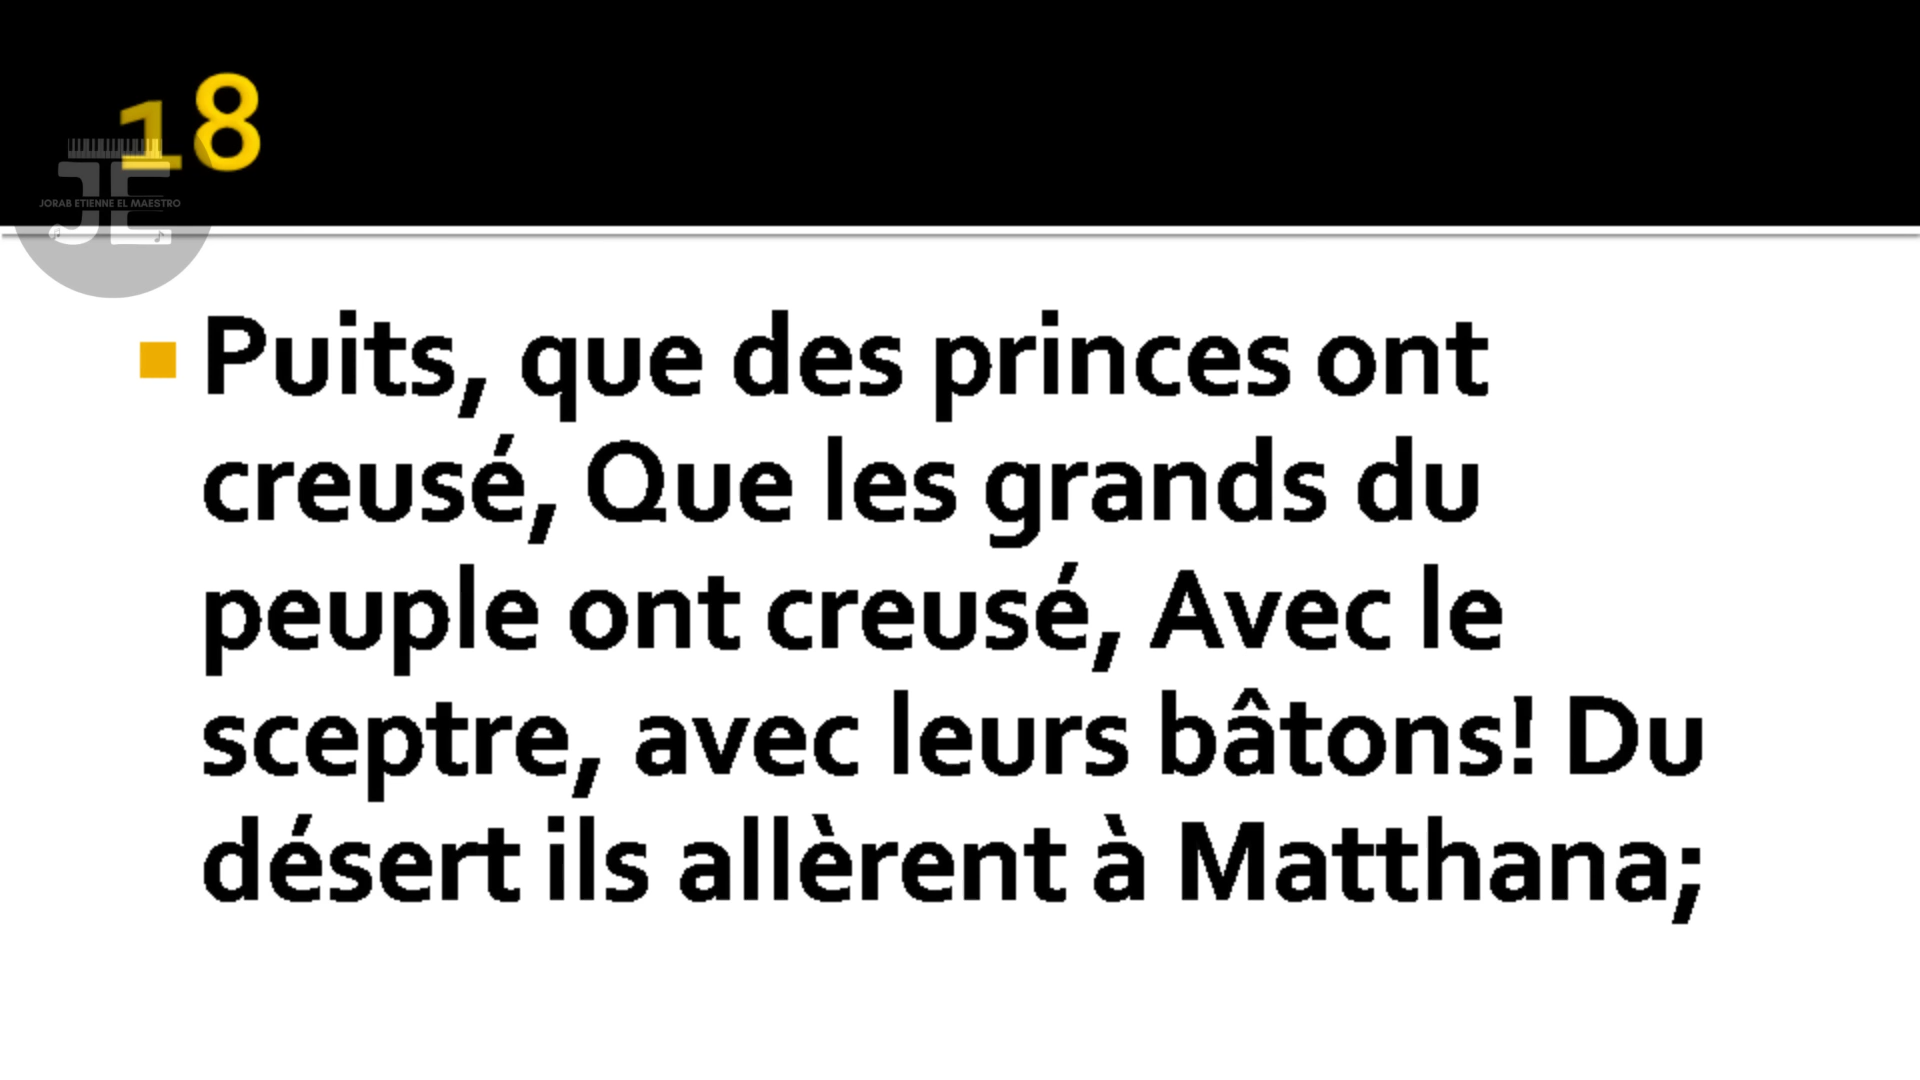 18
JE
JORAB ETIENNE EL MAESTRO
Puits, que des princes ont
creusé, Que les grands du
peuple ont creusé, Avec le
sceptre, avec leurs bâtons! Du
désert ils allèrent à Matthana;